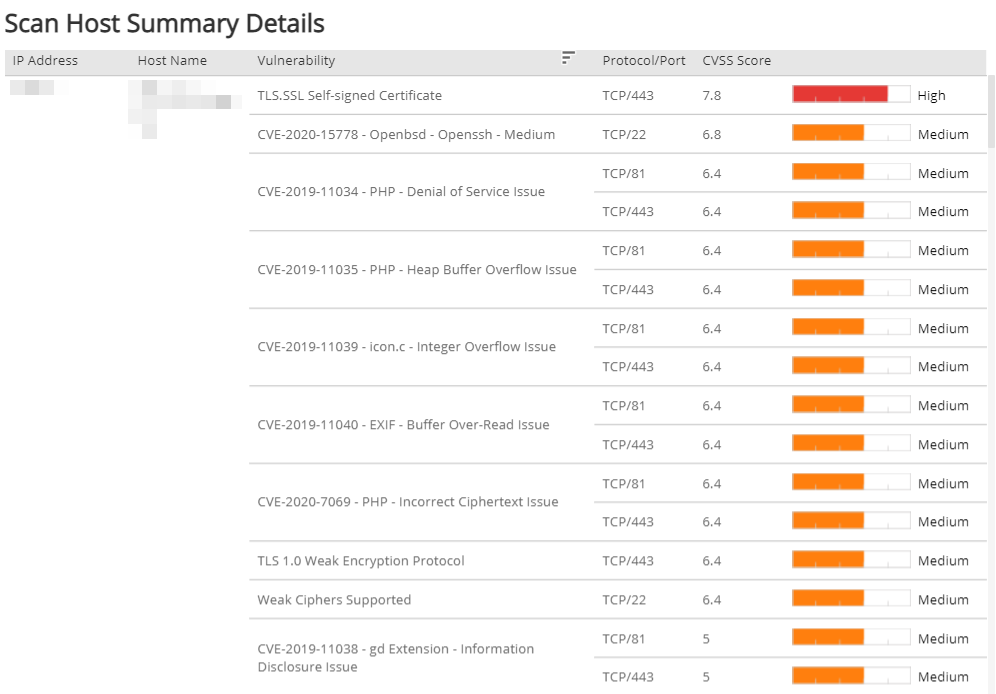 Scan Host Summary Details
IP Address Host Name Vulnerability Protocol/Port CVSS Score
TLS.SSL Self-signed Certificate TCP/443 7.8 High
CVE-2020-15778 - Openbsd - Openssh - Medium TCP/22 6.8 Medium
CVE-2019-11034 - PHP - Denial of Service Issue TCP/81 6.4 Medium
TCP/443 6.4 Medium
CVE-2019-11035 - PHP - Heap Buffer Overflow Issue TCP/81 6.4 Medium
TCP/443 6.4 Medium
CVE-2019-11039 - icon.c - Integer Overflow Issue TCP/81 6.4 Medium
TCP/443 6.4 Medium
CVE-2019-11040 - EXIF - Buffer Over-Read Issue TCP/81 6.4 Medium
TCP/443 6.4 Medium
CVE-2020-7069 - PHP - Incorrect Ciphertext Issue TCP/81 6.4 Medium
TCP/443 6.4 Medium
TLS 1.0 Weak Encryption Protocol TCP/443 6.4 Medium
Weak Ciphers Supported TCP/22 6.4 Medium
CVE-2019-11038 - gd Extension - Information TCP/81 5 Medium
Disclosure Issue TCP/443 5 Medium